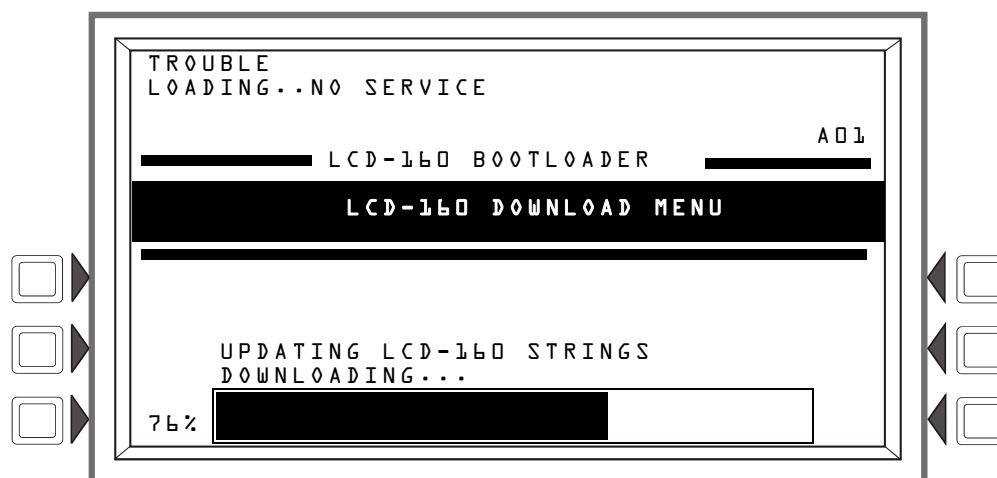 TROUBLE
LOADING..NO SERVICE
A01
LCD-160 BOOTLOADER
LCD-160 DOWNLOAD MENU
UPDATING LCD-160 STRINGS
DOWNLOADING...
76%